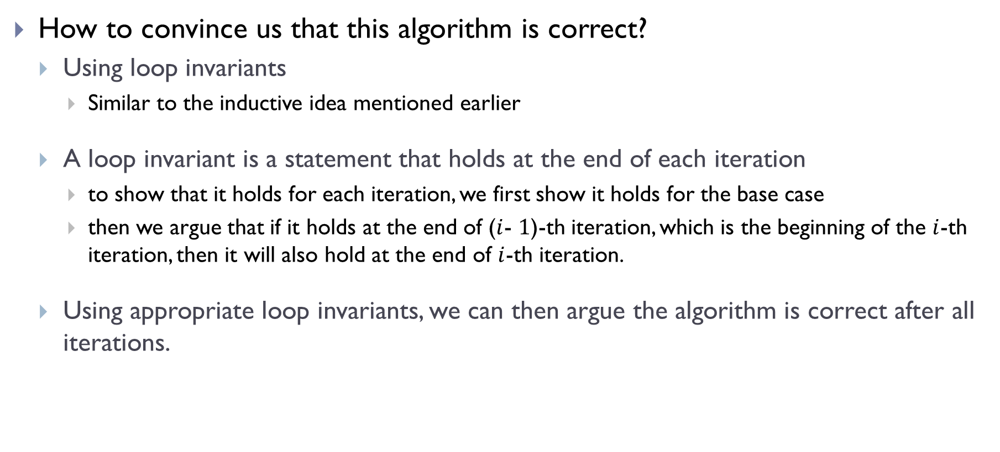 How to convince us that this algorithm is correct?
Using loop invariants
Similar to the inductive idea mentioned earlier
A loop invariant is a statement that holds at the end of each iteration
to show that it holds for each iteration, we first show it holds for the base case
then we argue that if it holds at the end of (i- 1)-th iteration, which is the beginning of the i-th
iteration, then it will also hold at the end of i-th iteration.
Using appropriate loop invariants, we can then argue the algorithm is correct after all
iterations.